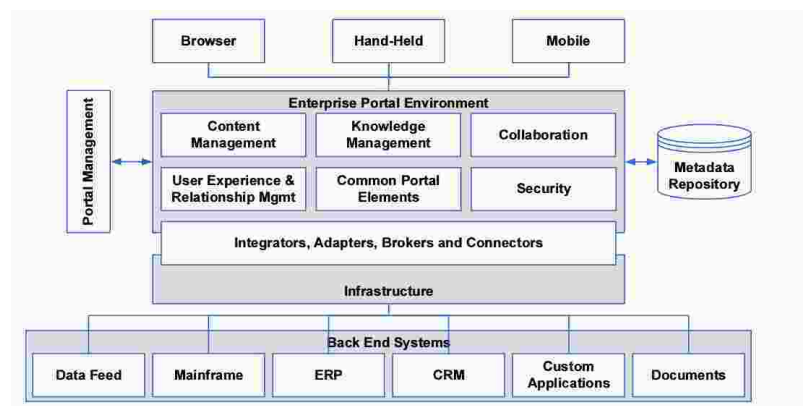 Browser
Hand-Held
Mobile
Portal Management
Enterprise Portal Environment
Content
Management
Knowledge
Management
Collaboration
User Experience &
Relationship Mgmt
Common Portal
Elements
Security
Metadata
Repository
Integrators, Adapters, Brokers and Connectors
Infrastructure
Back End Systems
Data Feed
Mainframe
ERP
CRM
Custom
Applications
Documents